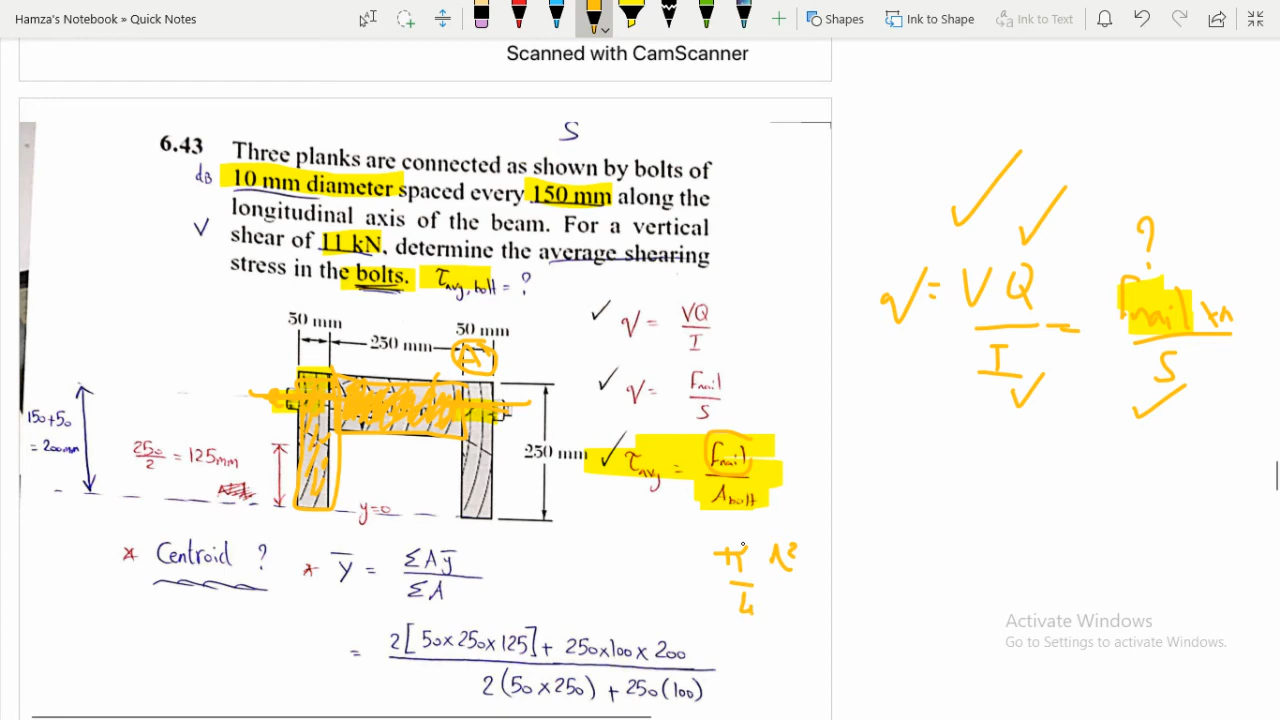 Hamza's Notebook » Quick Notes
Shapes
Ink to Shape
Ink to Text
Scanned with CamScanner
S
6.43 Three planks are connected as shown by bolts of
dB 10 mm diameter spaced every 150 mm along the
longitudinal axis of the beam. For a vertical
V shear of 11 kN, determine the average shearing
stress in the bolts. τavg, bolt = ?
50 mm
250 mm
50 mm
A
250 mm
150+50
= 200mm
250/2 = 125mm
y=0
q = VQ/I
q = Fnail/S
τavg = Fnail/Abolt
?
q = VQ/I = Fnail/S
π/4
* Centroid ? * Y̅ = ΣAy̅/ΣA
= 2[50×250×125] + 250×100×200
2(50×250) + 250(100)
Activate Windows
Go to Settings to activate Windows.